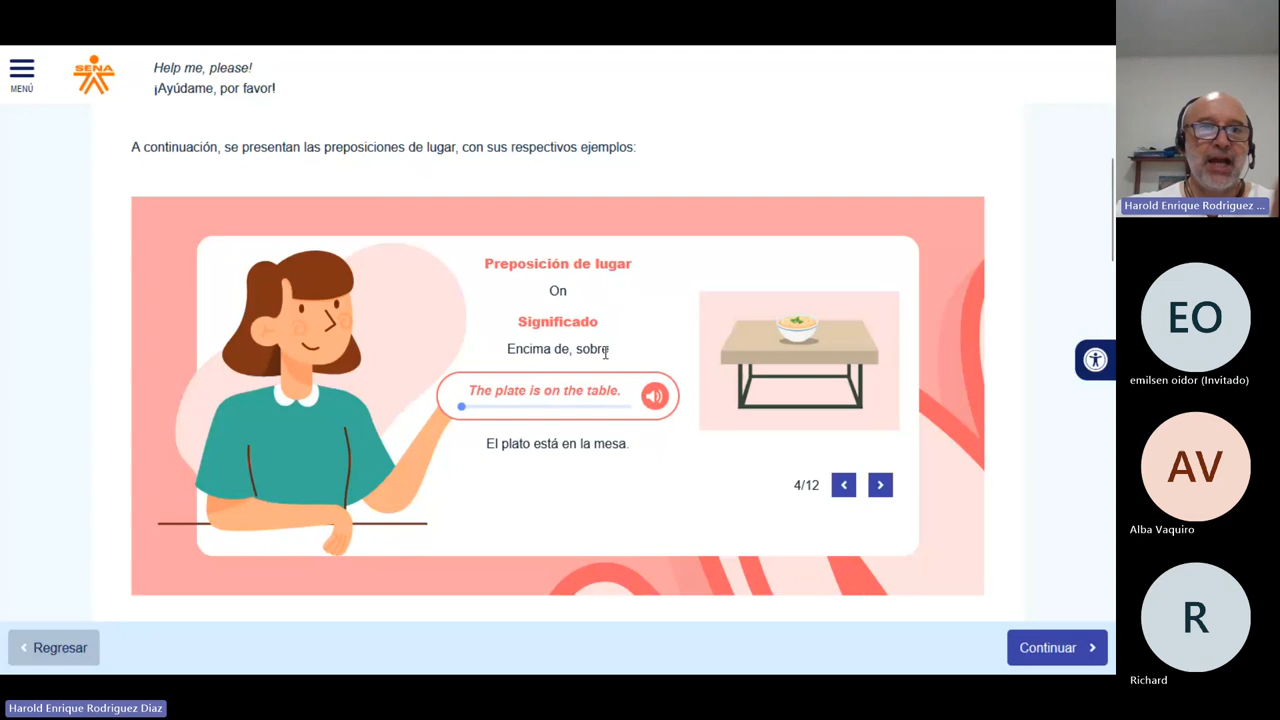 MENÚ
SENA
Help me, please!
¡Ayúdame, por favor!
A continuación, se presentan las preposiciones de lugar, con sus respectivos ejemplos:
Preposición de lugar
On
Significado
Encima de, sobre
The plate is on the table.
El plato está en la mesa.
4/12
Regresar
Continuar
Harold Enrique Rodriguez Diaz
Harold Enrique Rodriguez ...
EO
emilsen oidor (Invitado)
AV
Alba Vaquiro
R
Richard